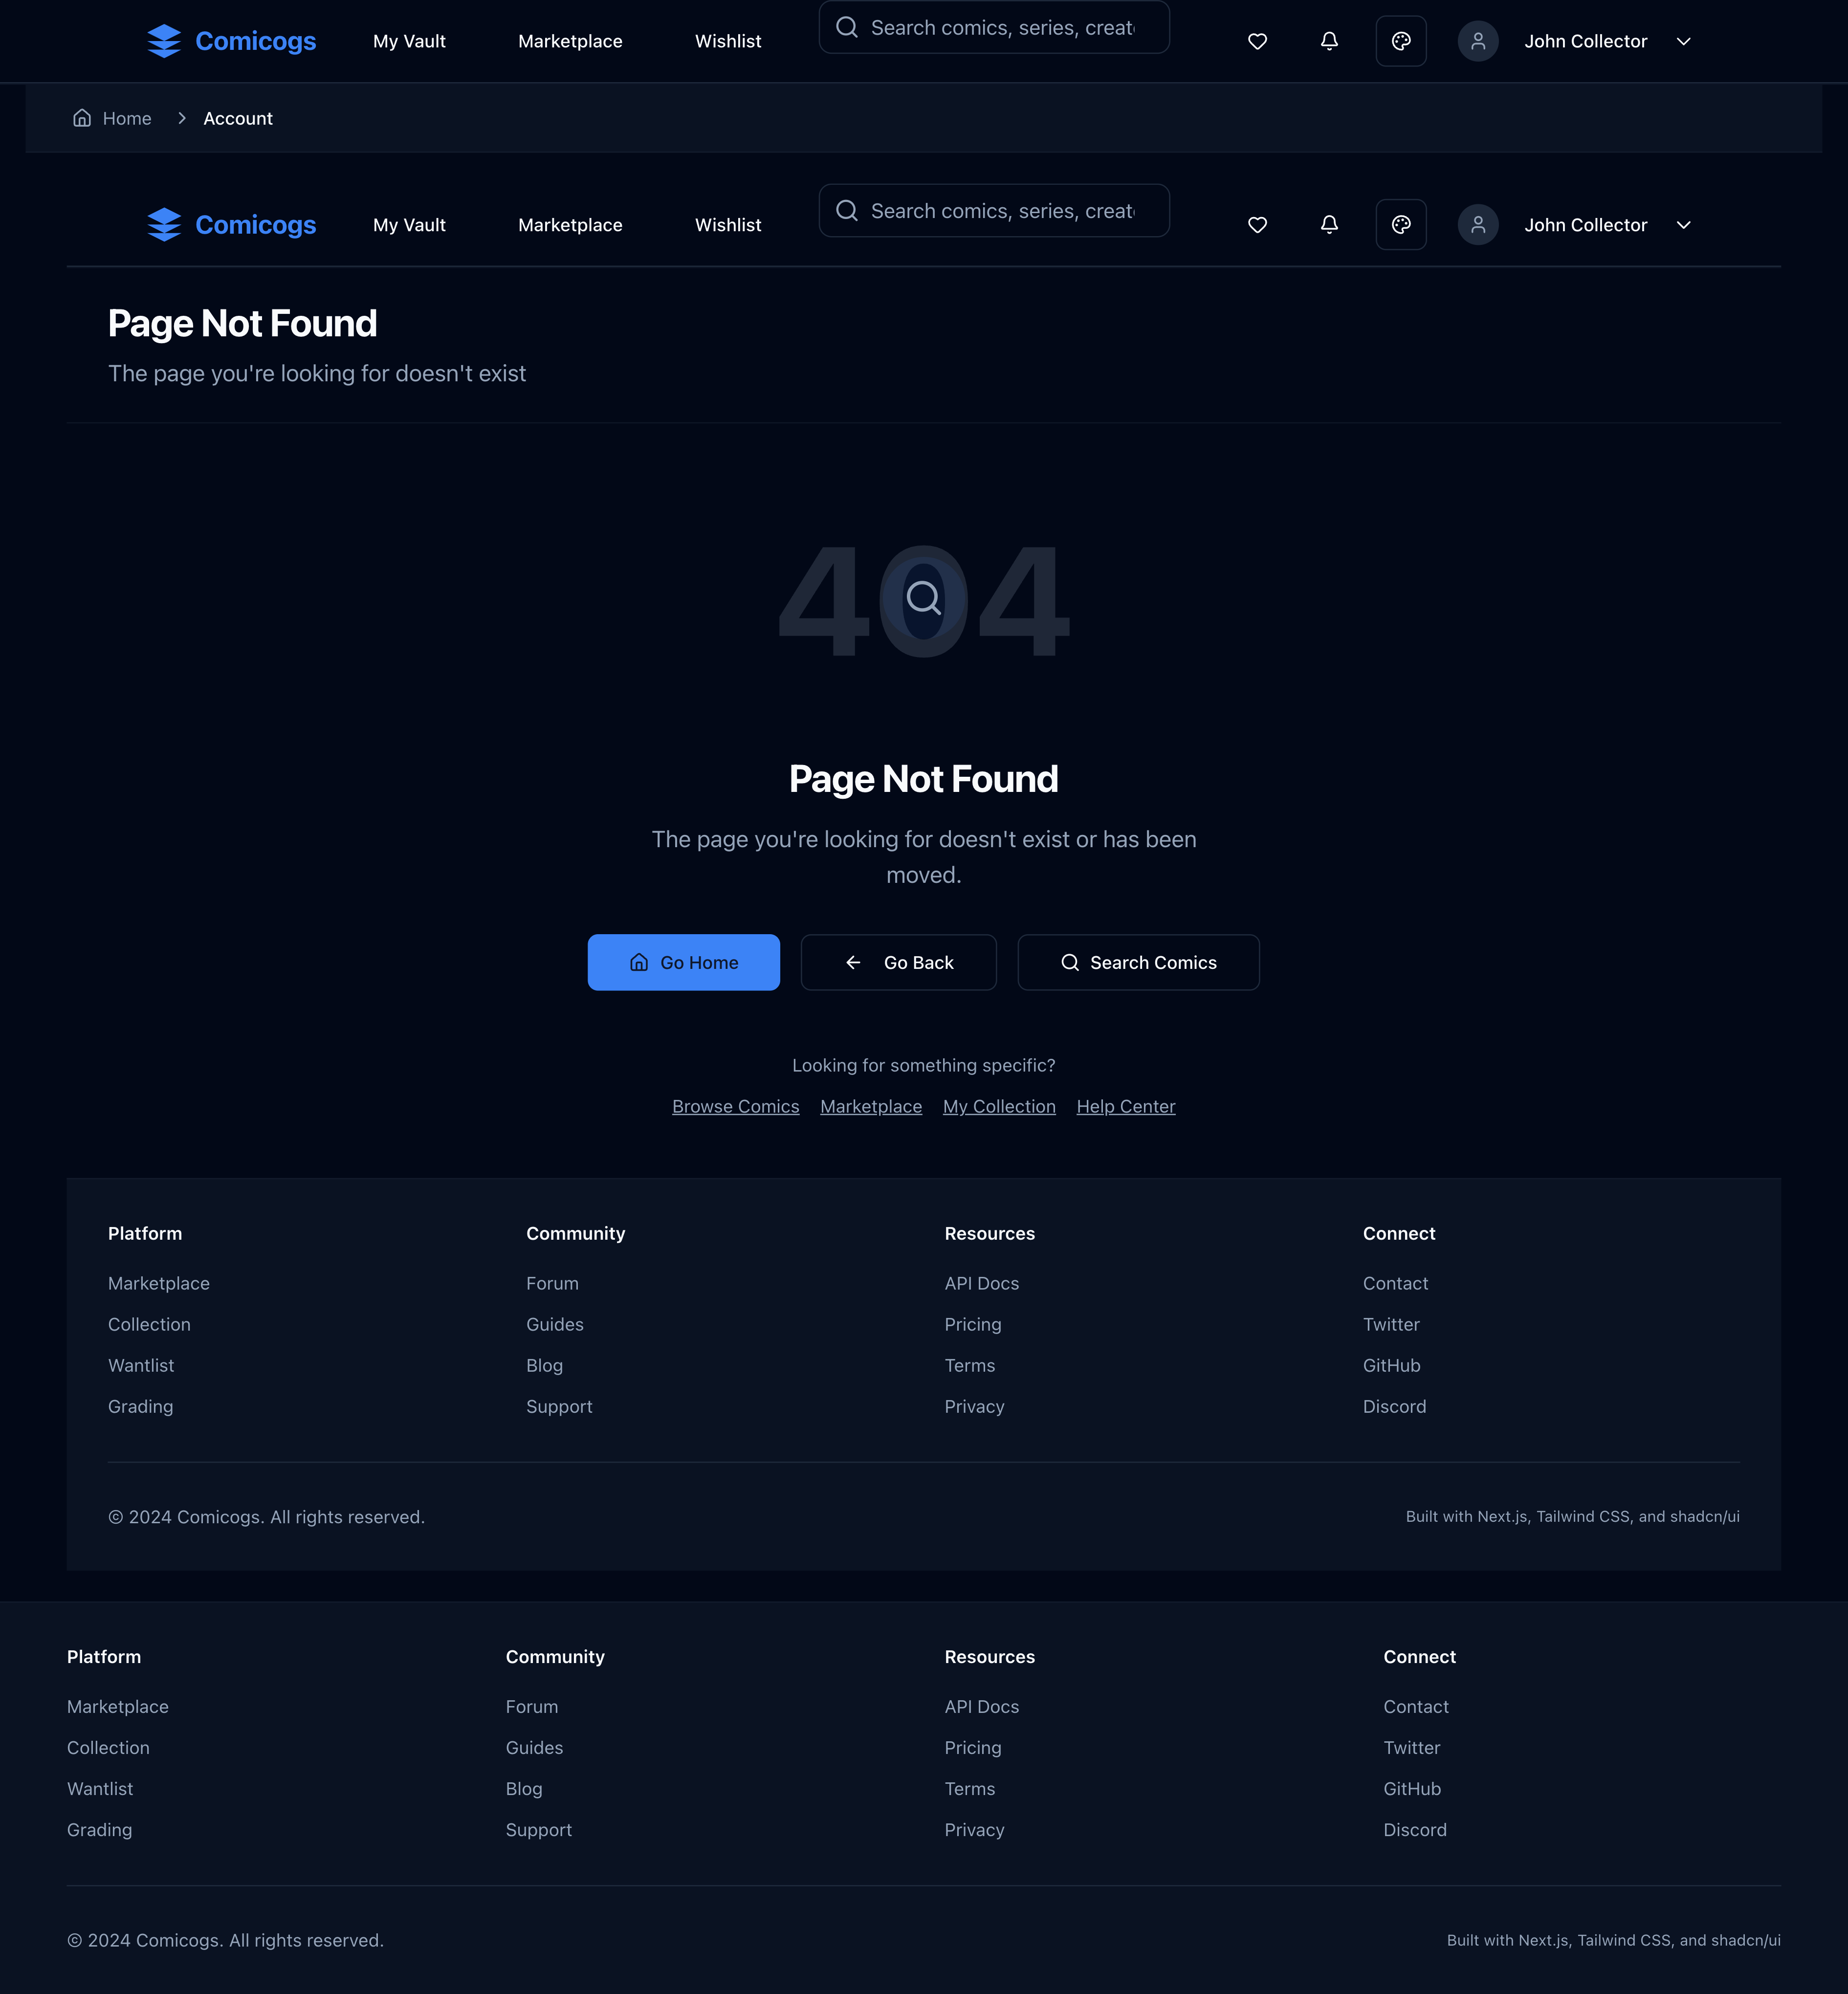 Comicogs My Vault Marketplace Wishlist Search comics, series, creat John Collector
Home Account
Comicogs My Vault Marketplace Wishlist Search comics, series, creat John Collector
Page Not Found
The page you're looking for doesn't exist
404
Page Not Found
The page you're looking for doesn't exist or has been
moved.
Go Home Go Back Search Comics
Looking for something specific?
Browse Comics Marketplace My Collection Help Center
Platform Community Resources Connect
Marketplace Forum API Docs Contact
Collection Guides Pricing Twitter
Wantlist Blog Terms GitHub
Grading Support Privacy Discord
© 2024 Comicogs. All rights reserved. Built with Next.js, Tailwind CSS, and shadcn/ui
Platform Community Resources Connect
Marketplace Forum API Docs Contact
Collection Guides Pricing Twitter
Wantlist Blog Terms GitHub
Grading Support Privacy Discord
© 2024 Comicogs. All rights reserved. Built with Next.js, Tailwind CSS, and shadcn/ui